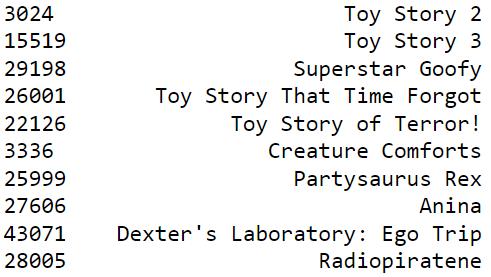 3024 Toy Story 2
15519 Toy Story 3
29198 Superstar Goofy
26001 Toy Story That Time Forgot
22126 Toy Story of Terror!
3336 Creature Comforts
25999 Partysaurus Rex
27606 Anina
43071 Dexter's Laboratory: Ego Trip
28005 Radiopiratene